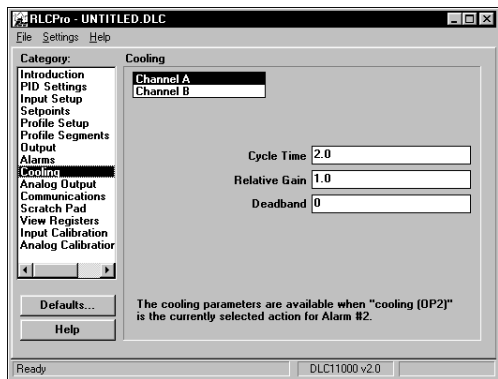 RLCPro - UNTITLED.DLC
File Settings Help
Category:
Introduction
PID Settings
Input Setup
Setpoints
Profile Setup
Profile Segments
Output
Alarms
Cooling
Analog Output
Communications
Scratch Pad
View Registers
Input Calibration
Analog Calibration
Defaults...
Help
Cooling
Channel A
Channel B
Cycle Time 2.0
Relative Gain 1.0
Deadband 0
The cooling parameters are available when "cooling (OP2)"
is the currently selected action for Alarm #2.
Ready DLC11000 v2.0